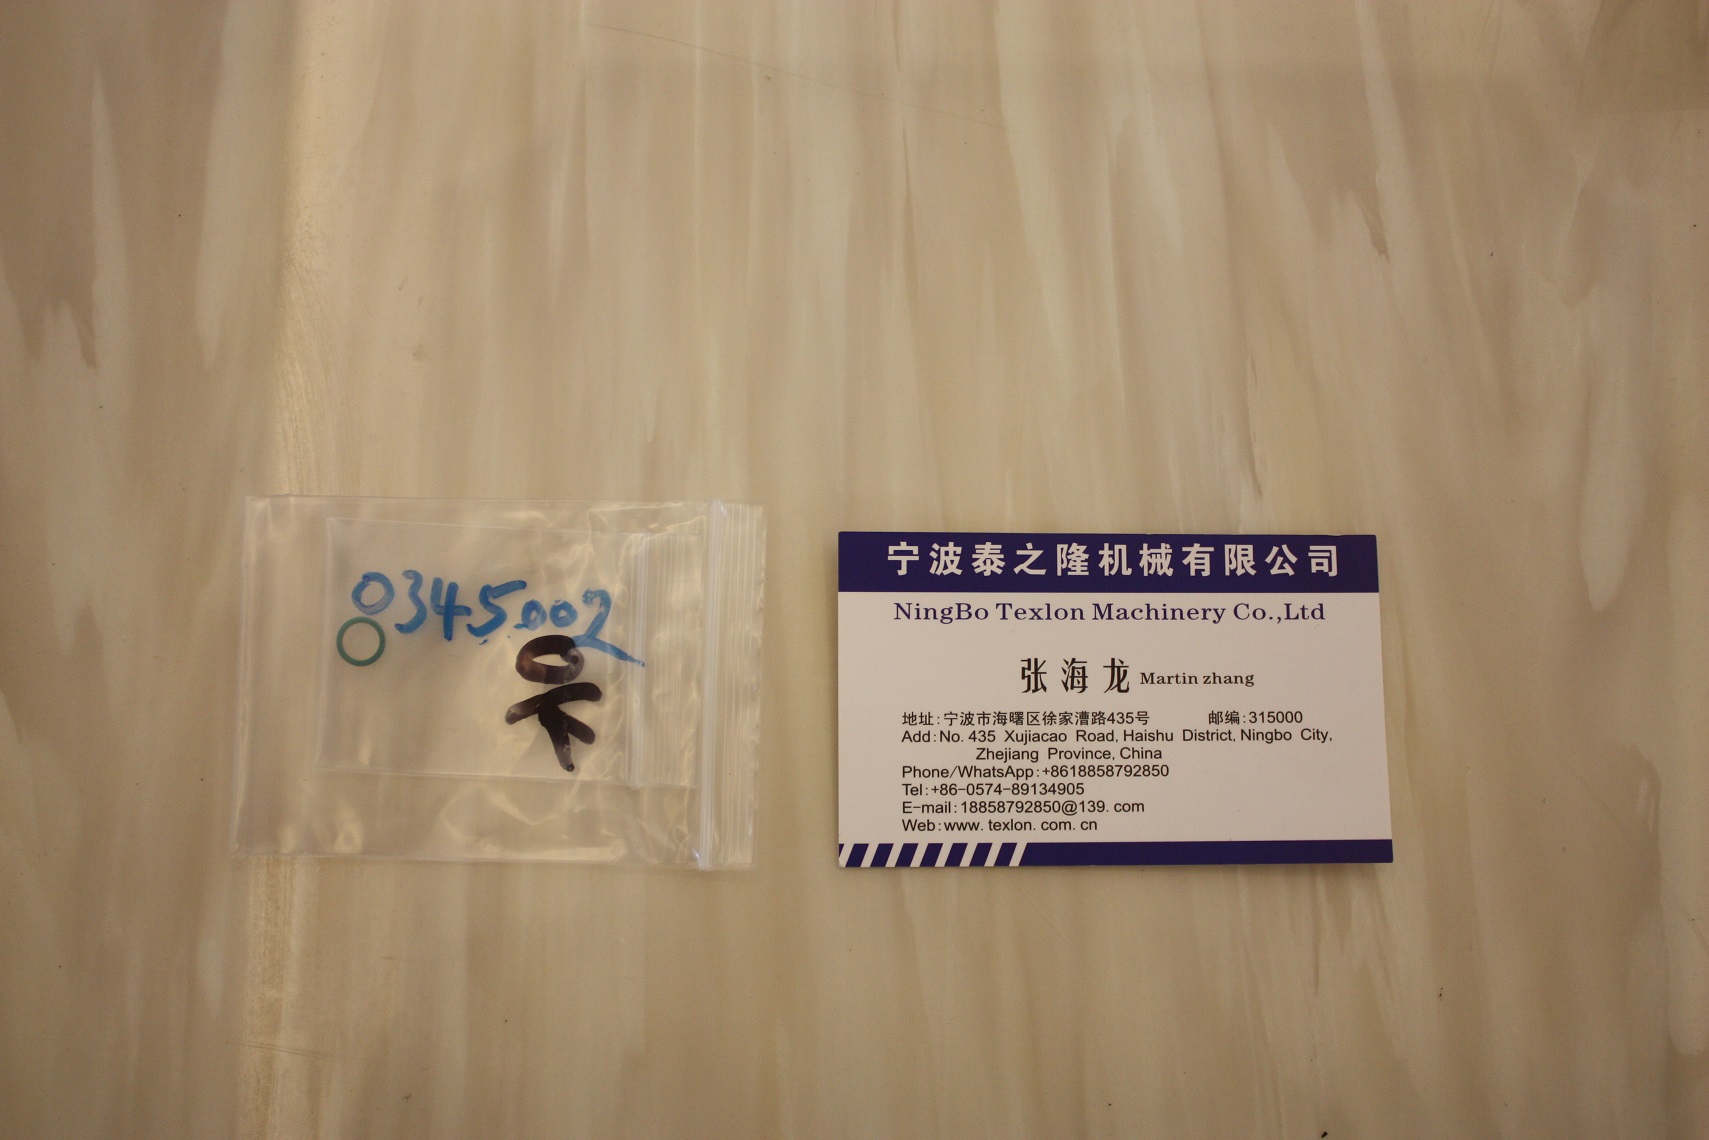 0345002
OK
宁波泰之隆机械有限公司
NingBo Texlon Machinery Co.,Ltd
张海龙 Martin zhang
地址:宁波市海曙区徐家漕路435号 邮编:315000
Add:No. 435 Xujiacao Road, Haishu District, Ningbo City,
Zhejiang Province, China
Phone/WhatsApp:+8618858792850
Tel:+86-0574-89134905
E-mail:18858792850@139. com
Web:www. texlon. com. cn